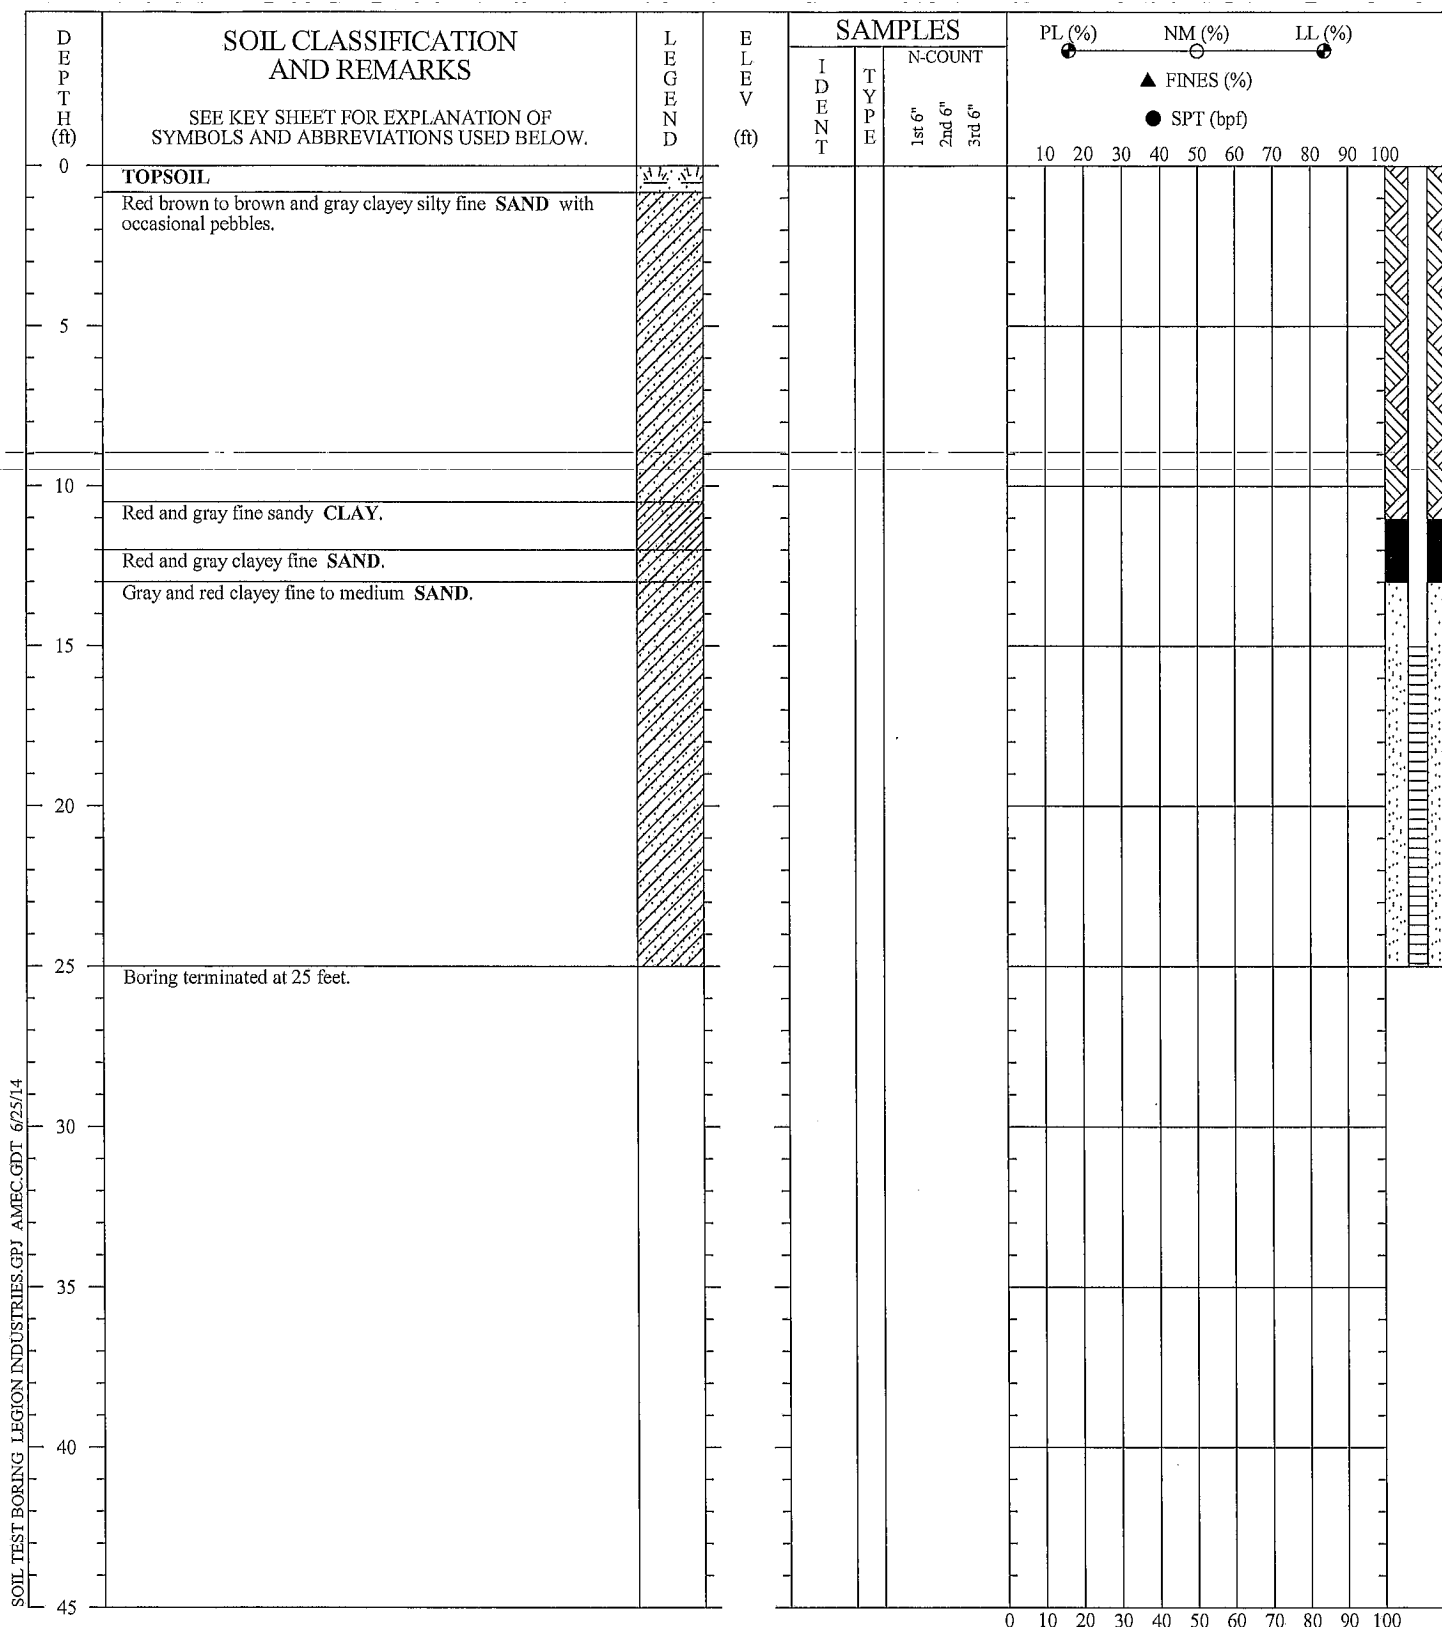 DEPTH (ft)
SOIL CLASSIFICATION
AND REMARKS
SEE KEY SHEET FOR EXPLANATION OF
SYMBOLS AND ABBREVIATIONS USED BELOW.
LEGEND
ELEV (ft)
SAMPLES
IDENT
TYPE
N-COUNT
1st 6"
2nd 6"
3rd 6"
PL (%) NM (%) LL (%)
▲ FINES (%)
● SPT (bpf)
10 20 30 40 50 60 70 80 90 100
0
TOPSOIL
Red brown to brown and gray clayey silty fine SAND with
occasional pebbles.
5
10
Red and gray fine sandy CLAY.
Red and gray clayey fine SAND.
Gray and red clayey fine to medium SAND.
15
20
25
Boring terminated at 25 feet.
30
35
40
45
0 10 20 30 40 50 60 70 80 90 100
SOIL TEST BORING LEGION INDUSTRIES.GPJ AMEC.GDT 6/25/14